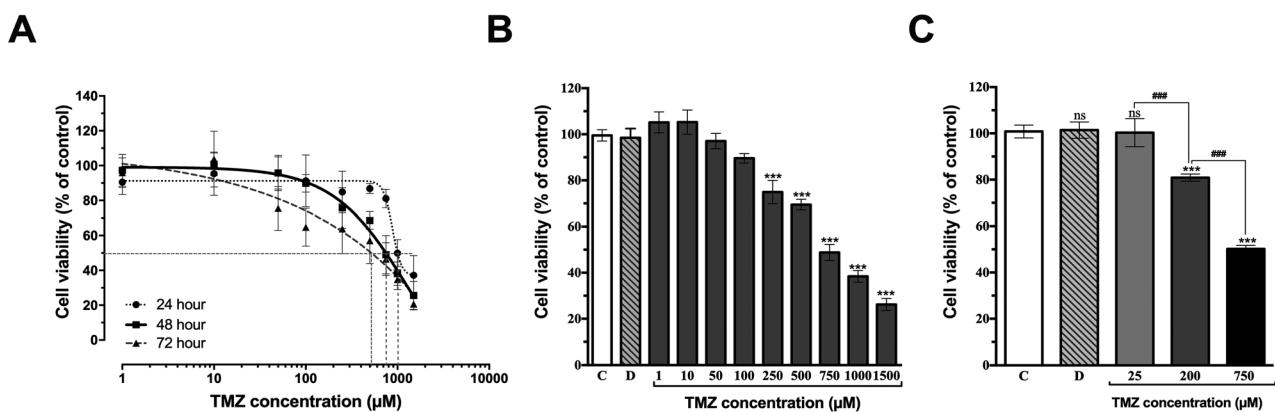 A
Cell viability (% of control)
140
120
100
80
60
40
20
0
24 hour
48 hour
72 hour
1
10
100
1000
10000
TMZ concentration (µM)
B
Cell viability (% of control)
120
100
80
60
40
20
0
***
***
***
***
***
C D 1 10 50 100 250 500 750 1000 1500
TMZ concentration (µM)
C
Cell viability (% of control)
120
100
80
60
40
20
0
ns
ns
###
###
***
***
C D 25 200 750
TMZ concentration (µM)